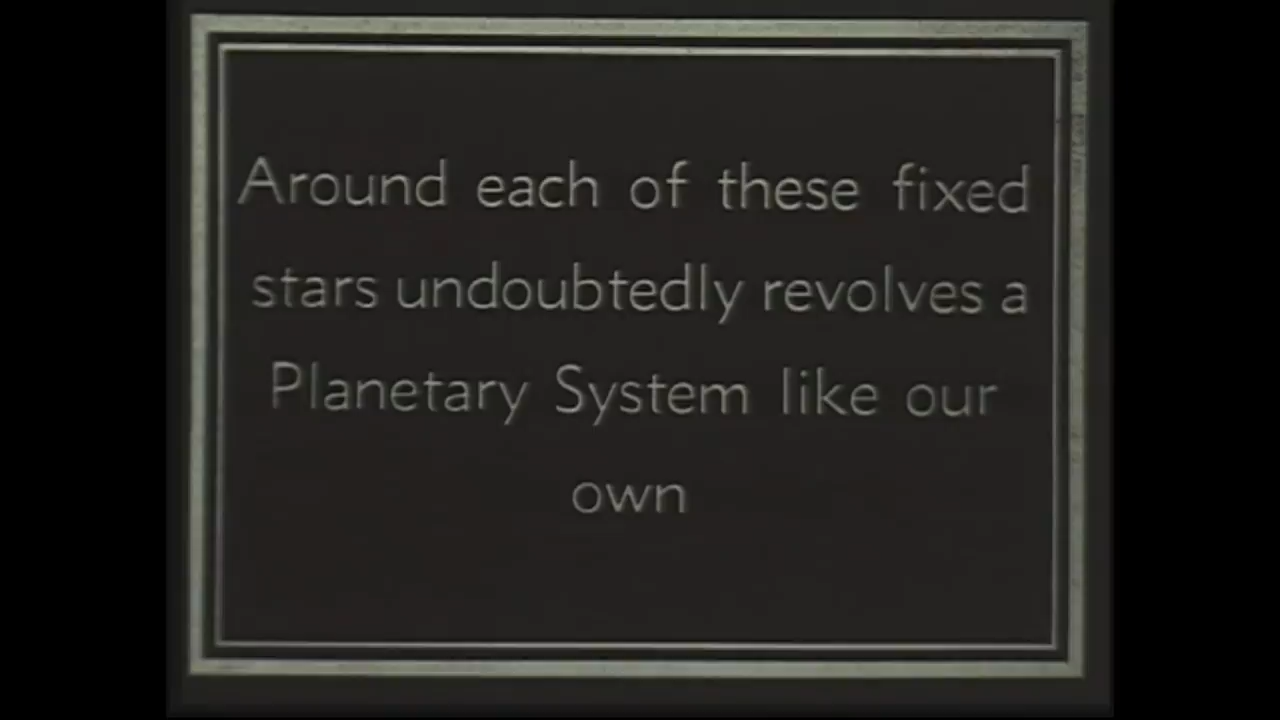 Around each of these fixed
stars undoubtedly revolves a
Planetary System like our
own